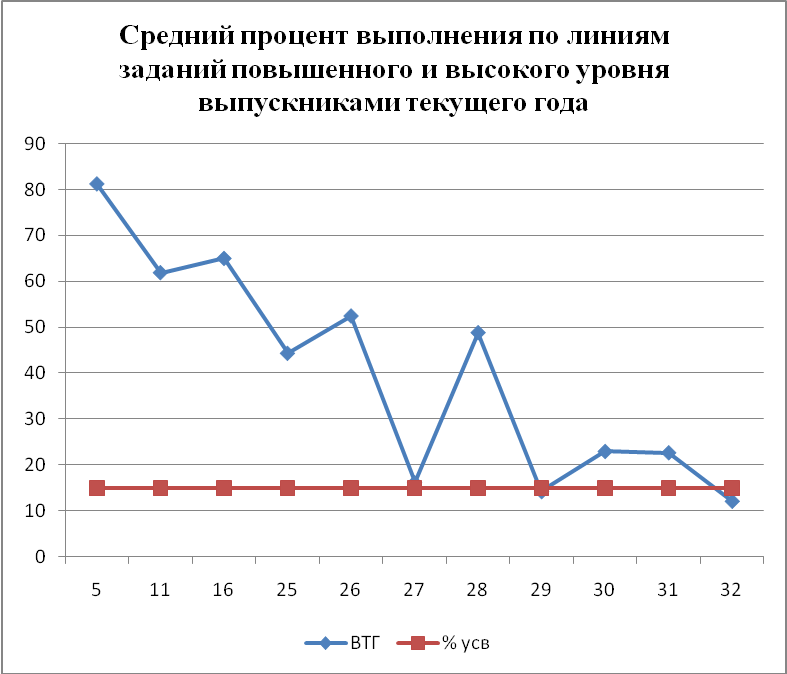 Средний процент выполнения по линиям
заданий повышенного и высокого уровня
выпускниками текущего года
90
80
70
60
50
40
30
20
10
0
5 11 16 25 26 27 28 29 30 31 32
ВТГ % усв